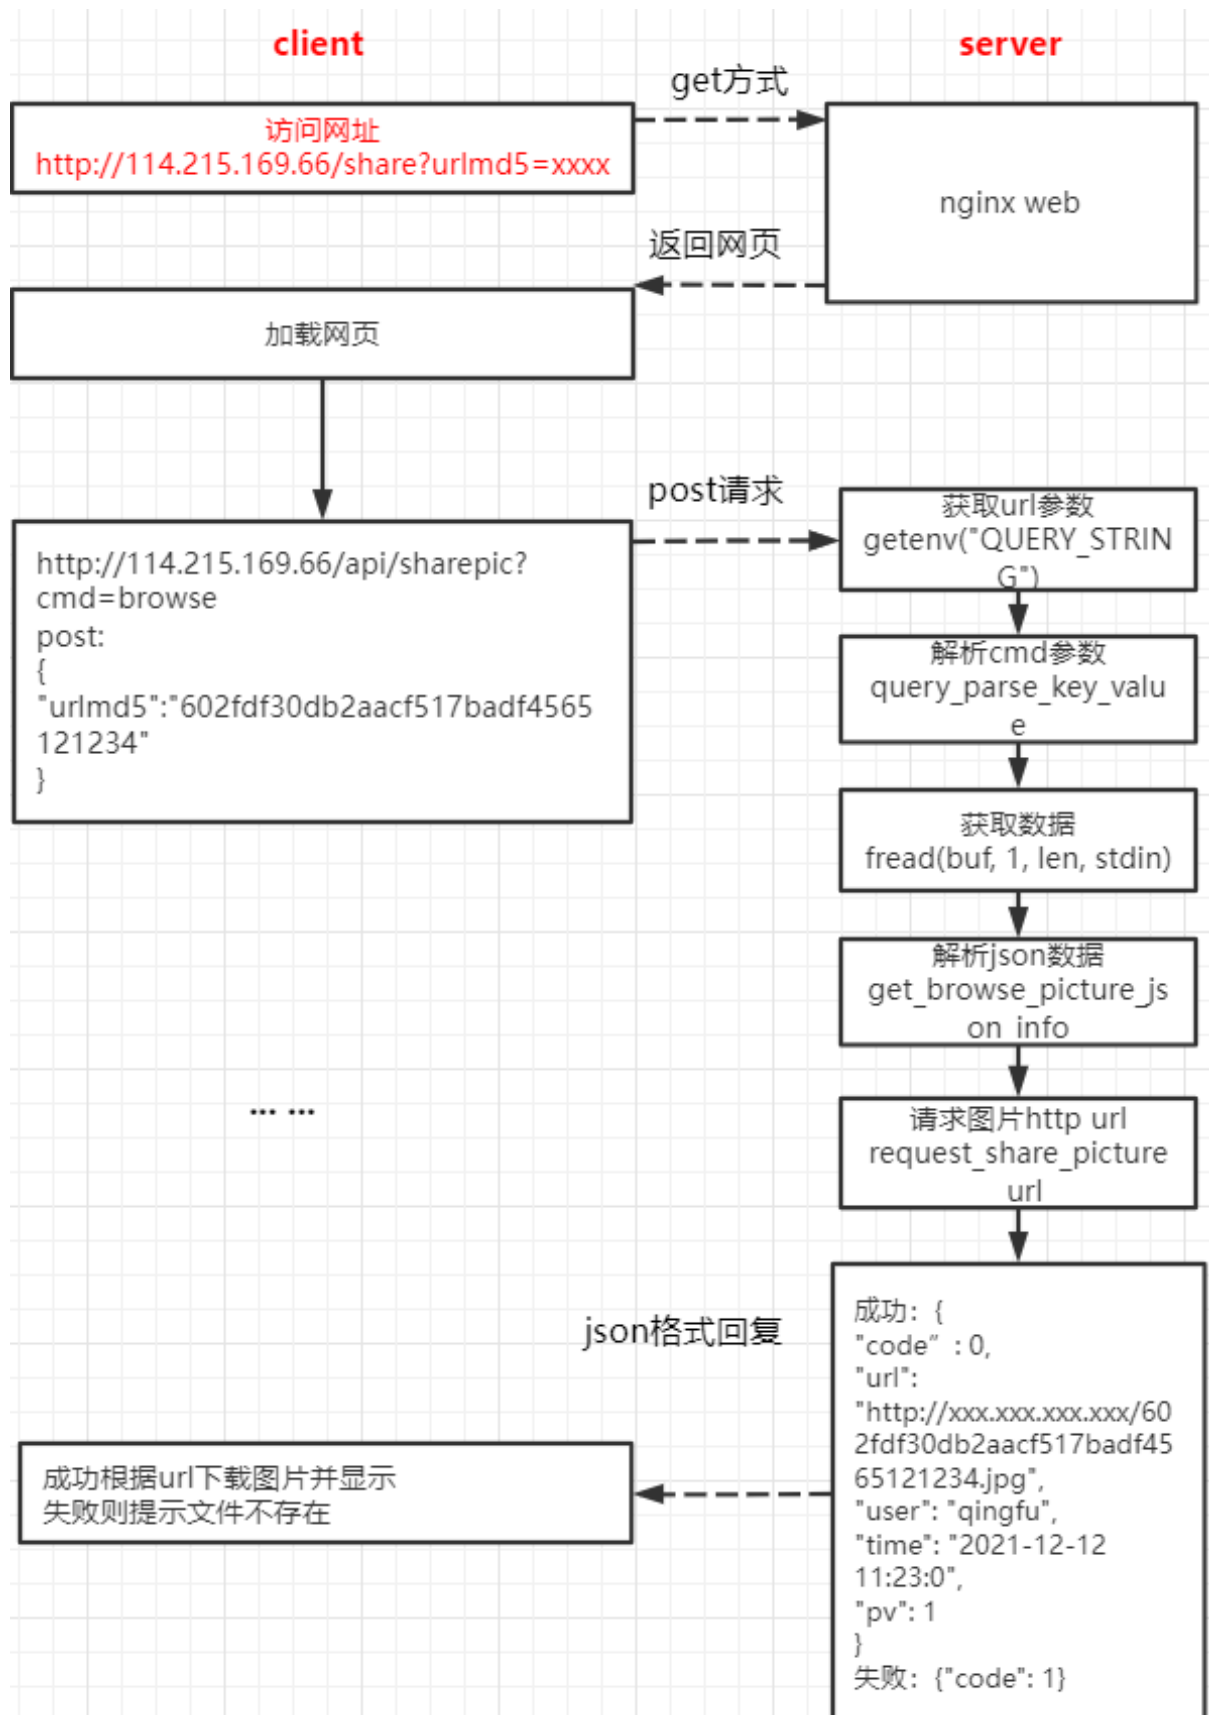 client
server
get方式
访问网址
http://114.215.169.66/share?urlmd5=xxxx
nginx web
返回网页
加载网页
post请求
获取url参数
getenv("QUERY_STRIN
G")
http://114.215.169.66/api/sharepic?
cmd=browse
post:
{
"urlmd5":"602fdf30db2aacf517badf4565
121234"
}
解析cmd参数
query_parse_key_valu
e
获取数据
fread(buf, 1, len, stdin)
解析json数据
get_browse_picture_js
on_info
... ...
请求图片http url
request_share_picture
url
json格式回复
成功：{
"code” : 0,
"url":
"http://xxx.xxx.xxx.xxx/60
2fdf30db2aacf517badf45
65121234.jpg",
"user": "qingfu",
"time": "2021-12-12
11:23:0",
"pv": 1
}
失败：{"code": 1}
成功根据url下载图片并显示
失败则提示文件不存在